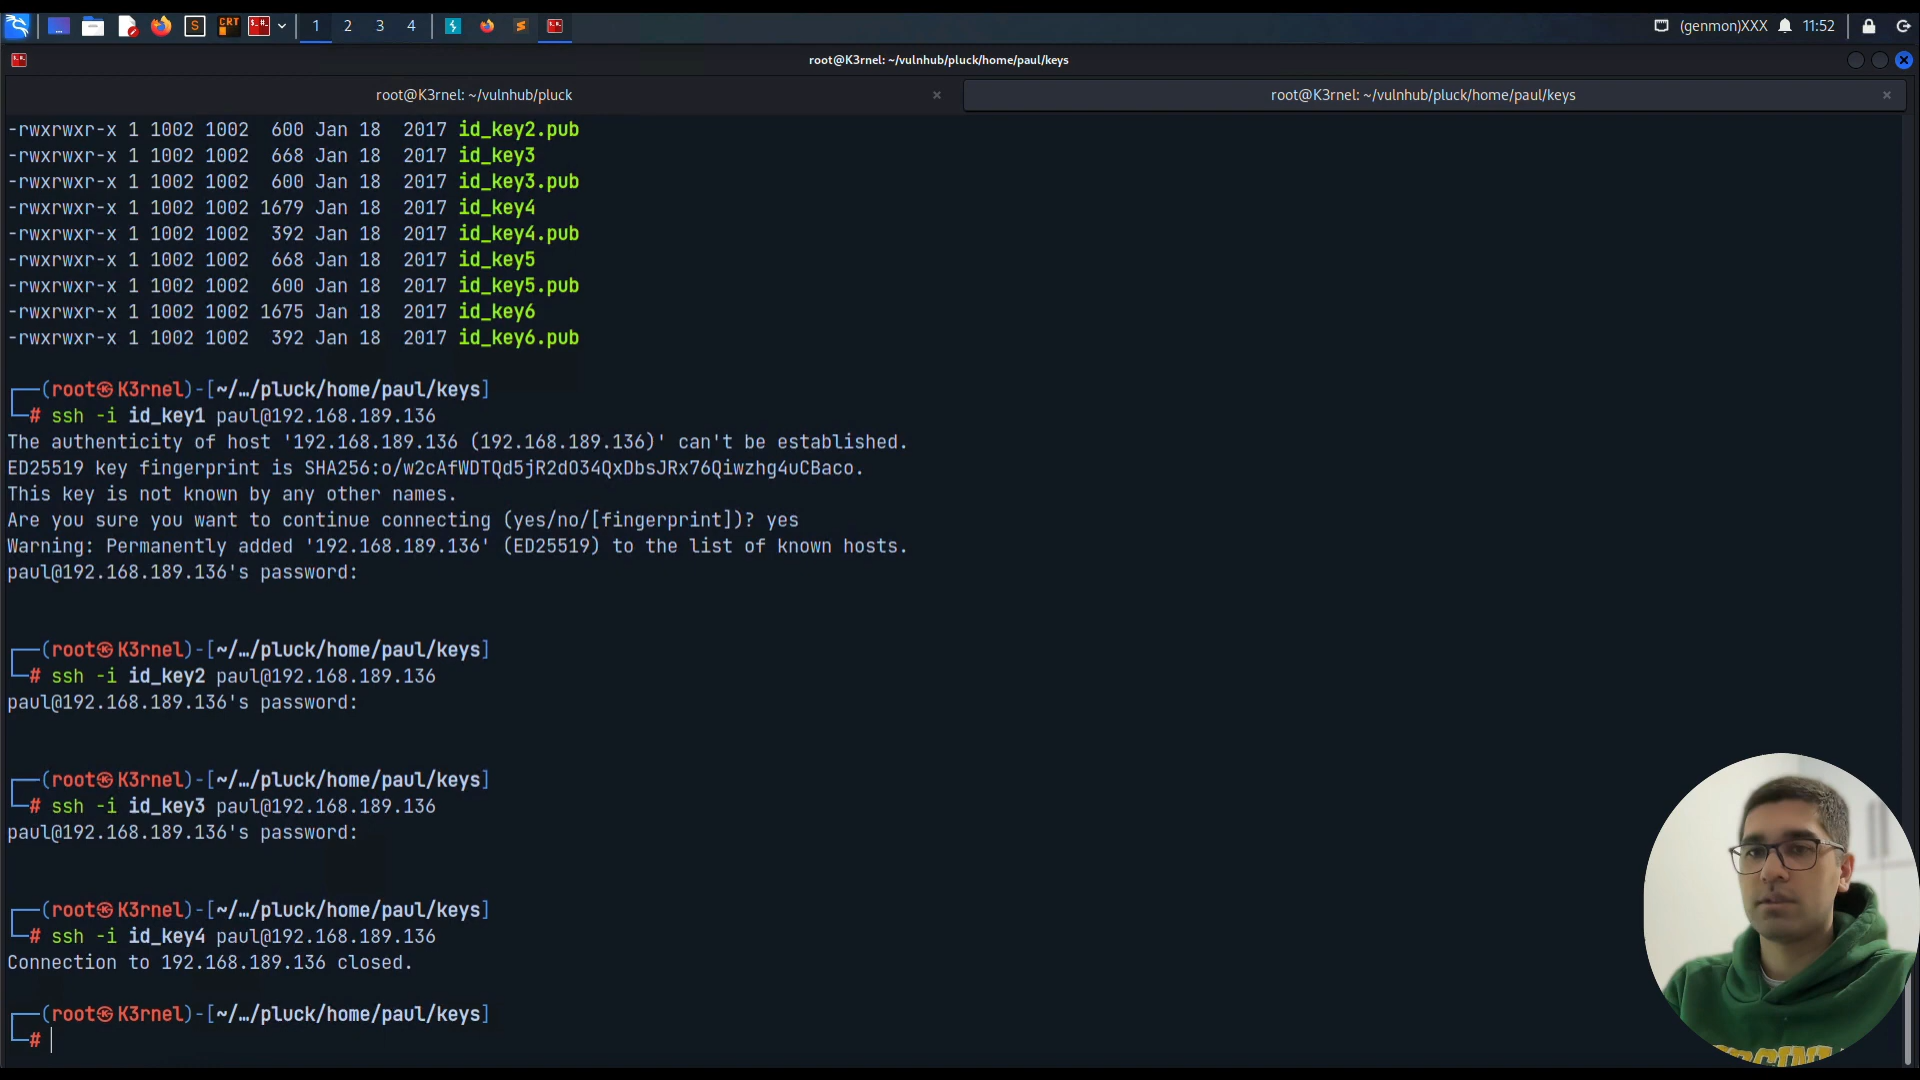 1 2 3 4 (genmon)XXX 11:52
root@K3rnel: ~/vulnhub/pluck/home/paul/keys
root@K3rnel: ~/vulnhub/pluck × root@K3rnel: ~/vulnhub/pluck/home/paul/keys ×
-rwxrwxr-x 1 1002 1002 600 Jan 18 2017 id_key2.pub
-rwxrwxr-x 1 1002 1002 668 Jan 18 2017 id_key3
-rwxrwxr-x 1 1002 1002 600 Jan 18 2017 id_key3.pub
-rwxrwxr-x 1 1002 1002 1679 Jan 18 2017 id_key4
-rwxrwxr-x 1 1002 1002 392 Jan 18 2017 id_key4.pub
-rwxrwxr-x 1 1002 1002 668 Jan 18 2017 id_key5
-rwxrwxr-x 1 1002 1002 600 Jan 18 2017 id_key5.pub
-rwxrwxr-x 1 1002 1002 1675 Jan 18 2017 id_key6
-rwxrwxr-x 1 1002 1002 392 Jan 18 2017 id_key6.pub
┌──(root㉿K3rnel)-[~/…/pluck/home/paul/keys]
└─# ssh -i id_key1 paul@192.168.189.136
The authenticity of host '192.168.189.136 (192.168.189.136)' can't be established.
ED25519 key fingerprint is SHA256:o/w2cAfWDTQd5jR2dO34QxDbsJRx76Qiwzhg4uCBaco.
This key is not known by any other names.
Are you sure you want to continue connecting (yes/no/[fingerprint])? yes
Warning: Permanently added '192.168.189.136' (ED25519) to the list of known hosts.
paul@192.168.189.136's password:
┌──(root㉿K3rnel)-[~/…/pluck/home/paul/keys]
└─# ssh -i id_key2 paul@192.168.189.136
paul@192.168.189.136's password:
┌──(root㉿K3rnel)-[~/…/pluck/home/paul/keys]
└─# ssh -i id_key3 paul@192.168.189.136
paul@192.168.189.136's password:
┌──(root㉿K3rnel)-[~/…/pluck/home/paul/keys]
└─# ssh -i id_key4 paul@192.168.189.136
Connection to 192.168.189.136 closed.
┌──(root㉿K3rnel)-[~/…/pluck/home/paul/keys]
└─#